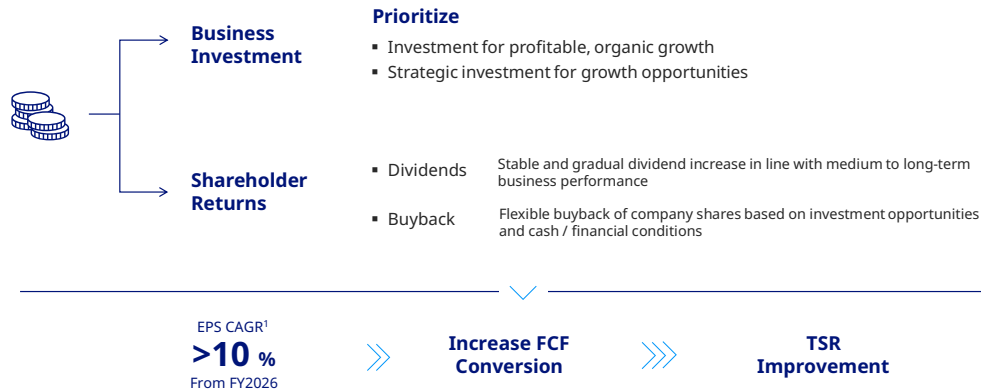 Prioritize
Business
Investment
▪ Investment for profitable, organic growth
▪ Strategic investment for growth opportunities
Shareholder
Returns
▪ Dividends
Stable and gradual dividend increase in line with medium to long-term
business performance
▪ Buyback
Flexible buyback of company shares based on investment opportunities
and cash / financial conditions
EPS CAGR¹
>10 %
From FY2026
Increase FCF
Conversion
TSR
Improvement